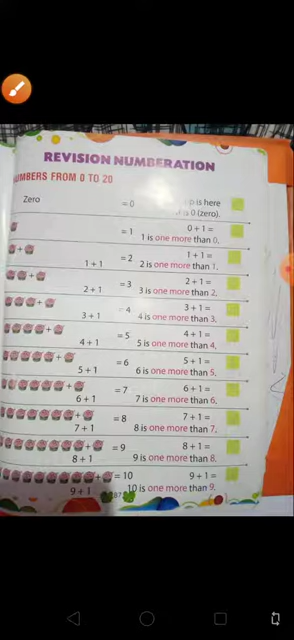 REVISION NUMBERATION
NUMBERS FROM 0 TO 20
Zero = 0 is here
is 0 (zero).
= 1 0 + 1 =
1 is one more than 0.
+ = 2 1 + 1 =
1 + 1 2 is one more than 1.
+ = 3 2 + 1 =
2 + 1 3 is one more than 2.
+ = 4 3 + 1 =
3 + 1 4 is one more than 3.
+ = 5 4 + 1 =
4 + 1 5 is one more than 4.
+ = 6 5 + 1 =
5 + 1 6 is one more than 5.
+ = 7 6 + 1 =
6 + 1 7 is one more than 6.
+ = 8 7 + 1 =
7 + 1 8 is one more than 7.
+ = 9 8 + 1 =
8 + 1 9 is one more than 8.
+ = 10 9 + 1 =
9 + 1 10 is one more than 9.
87